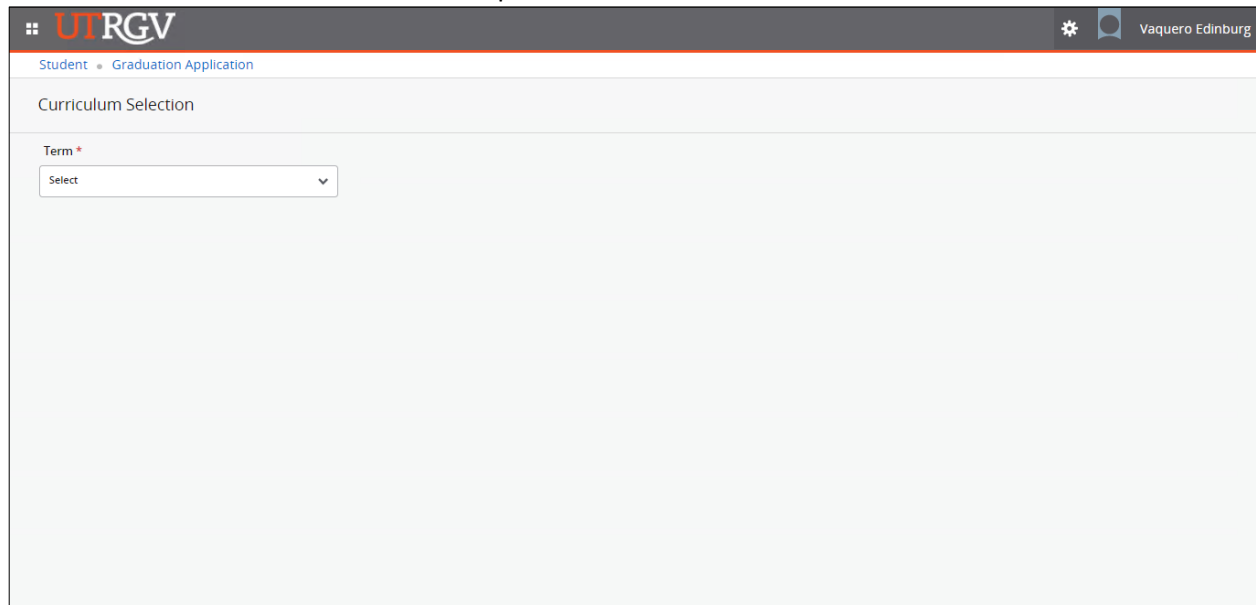 UTRGV
Vaquero Edinburg
Student • Graduation Application
Curriculum Selection
Term *
Select